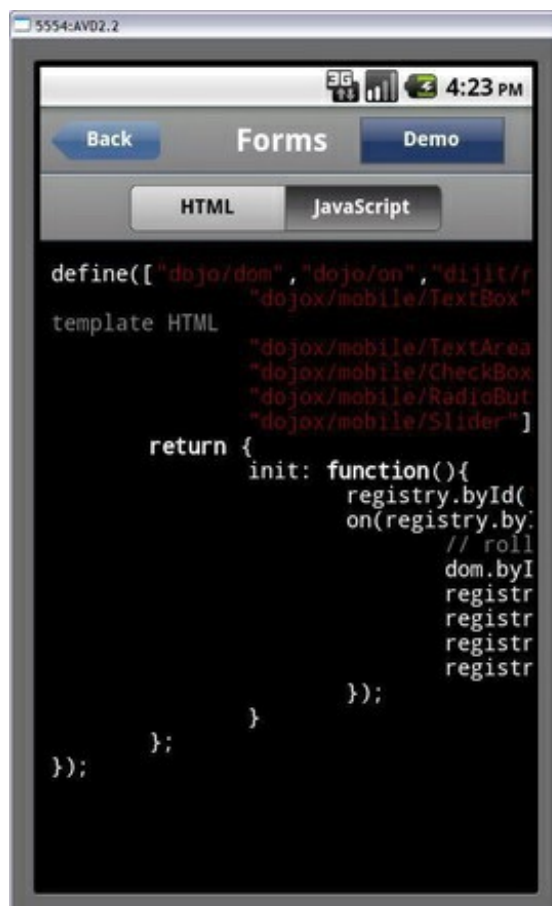 5554:AVD2.2
3G 4:23 PM
Back Forms Demo
HTML JavaScript
define(["dojo/dom","dojo/on","dijit/r
"dojox/mobile/TextBox"
template HTML
"dojox/mobile/TextArea
"dojox/mobile/CheckBox
"dojox/mobile/RadioBut
"dojox/mobile/Slider"]
return {
init: function(){
registry.byId(
on(registry.by
// roll
dom.byI
registr
registr
registr
registr
});
}
};
});